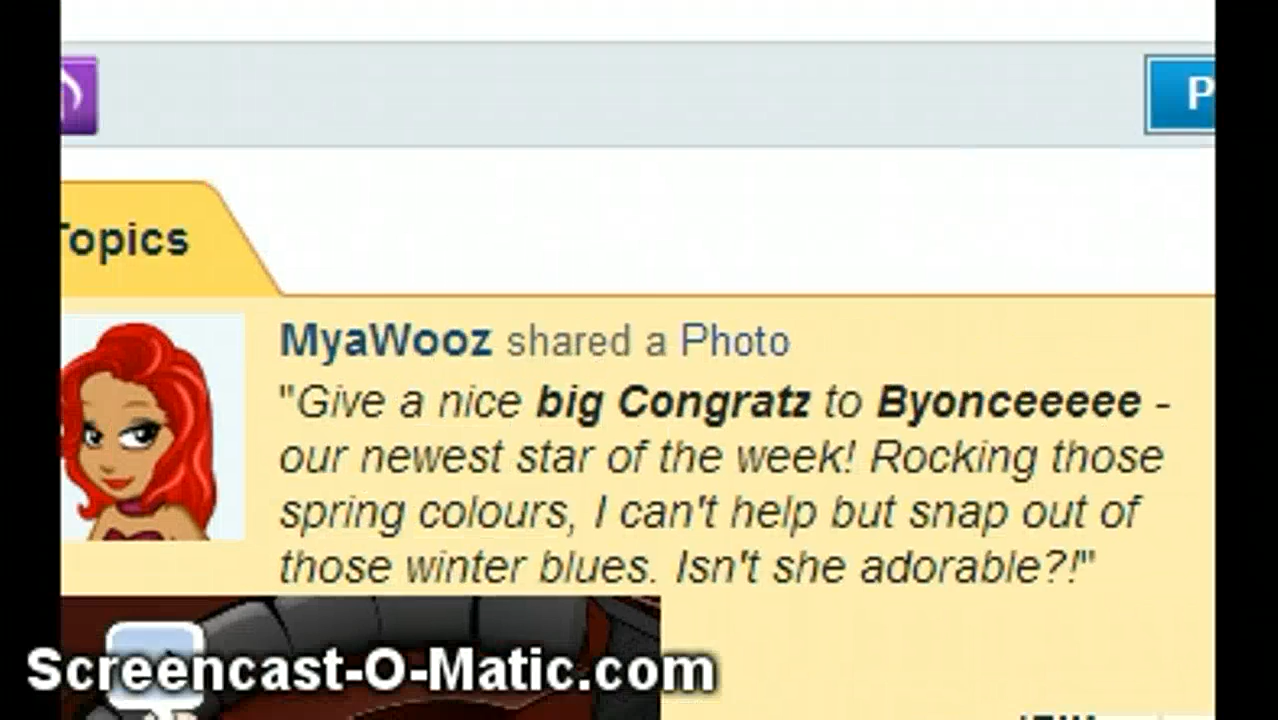 P
Topics
MyaWooz shared a Photo
"Give a nice big Congratz to Byonceeeee -
our newest star of the week! Rocking those
spring colours, I can't help but snap out of
those winter blues. Isn't she adorable?!"
Screencast-O-Matic.com